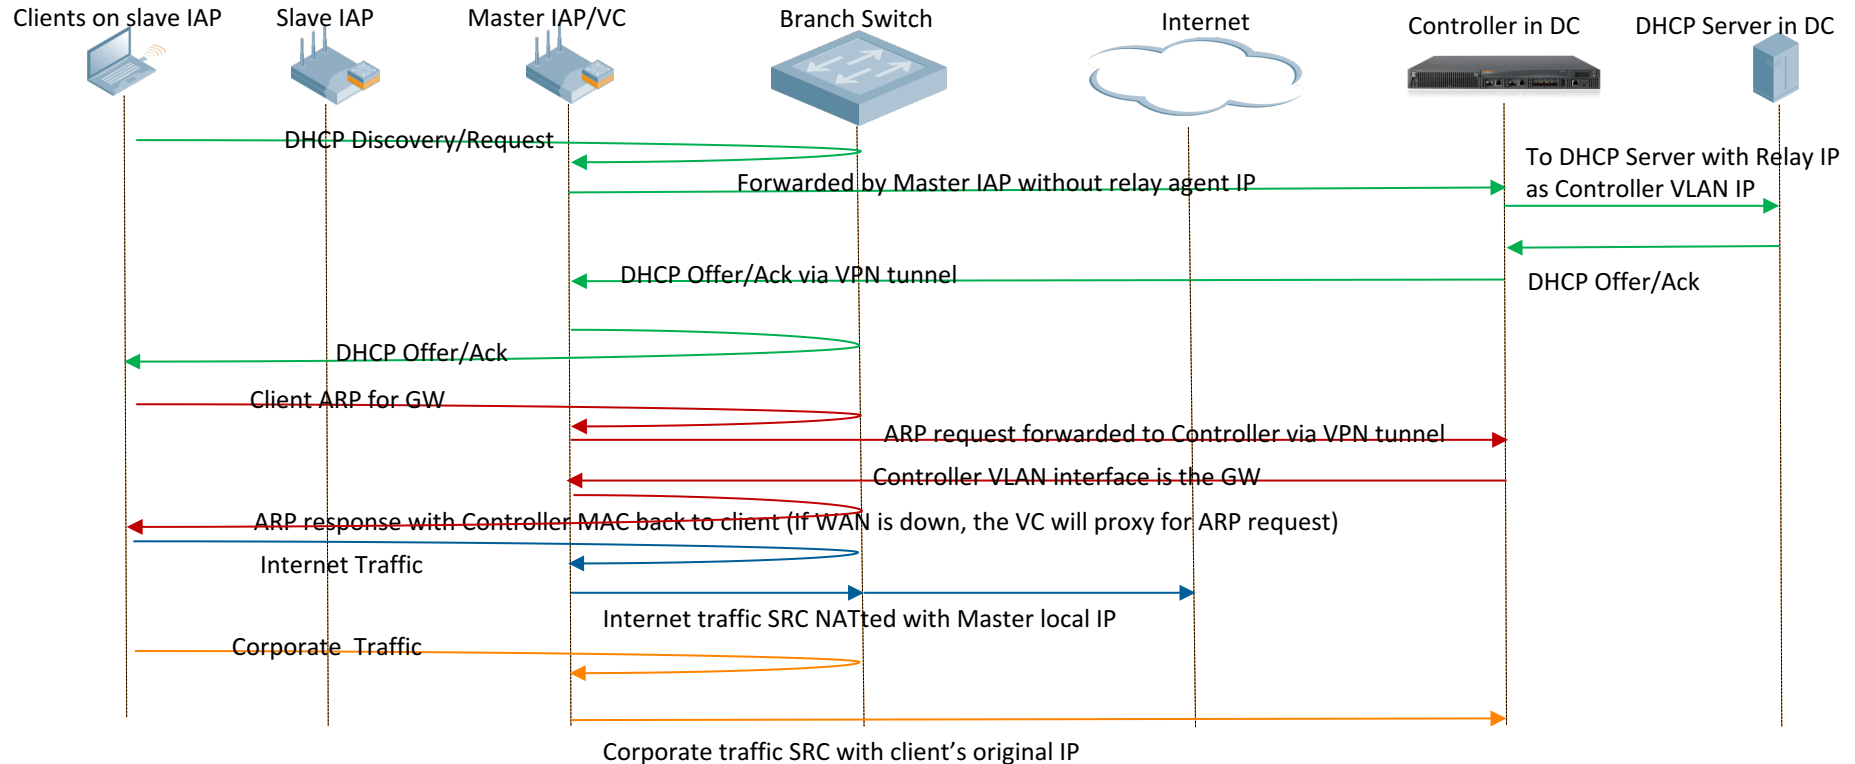 Clients on slave IAP
Slave IAP
Master IAP/VC
Branch Switch
Internet
Controller in DC
DHCP Server in DC
DHCP Discovery/Request
To DHCP Server with Relay IP
as Controller VLAN IP
Forwarded by Master IAP without relay agent IP
DHCP Offer/Ack via VPN tunnel
DHCP Offer/Ack
DHCP Offer/Ack
Client ARP for GW
ARP request forwarded to Controller via VPN tunnel
Controller VLAN interface is the GW
ARP response with Controller MAC back to client (If WAN is down, the VC will proxy for ARP request)
Internet Traffic
Internet traffic SRC NATted with Master local IP
Corporate Traffic
Corporate traffic SRC with client's original IP